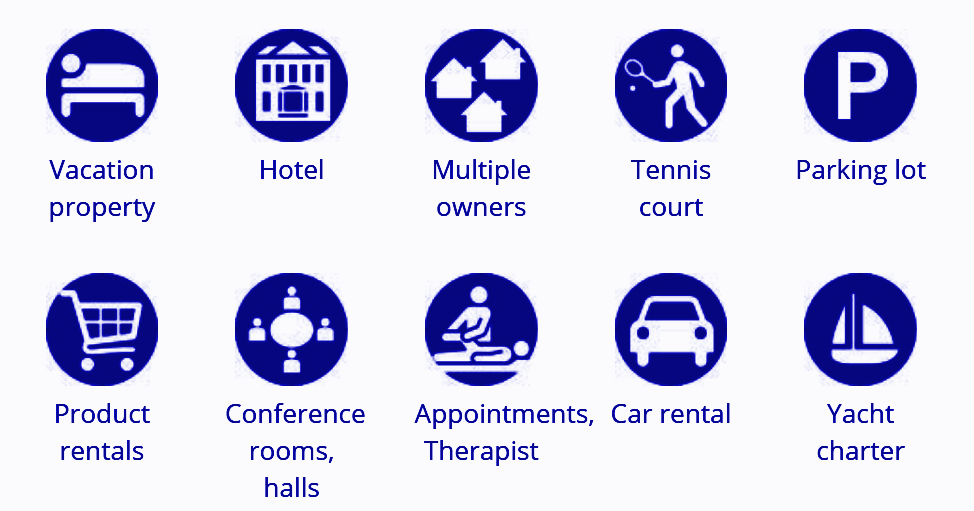 P
Vacation
property
Hotel
Multiple
owners
Tennis
court
Parking lot
Product
rentals
Conference
rooms,
halls
Appointments,
Therapist
Car rental
Yacht
charter